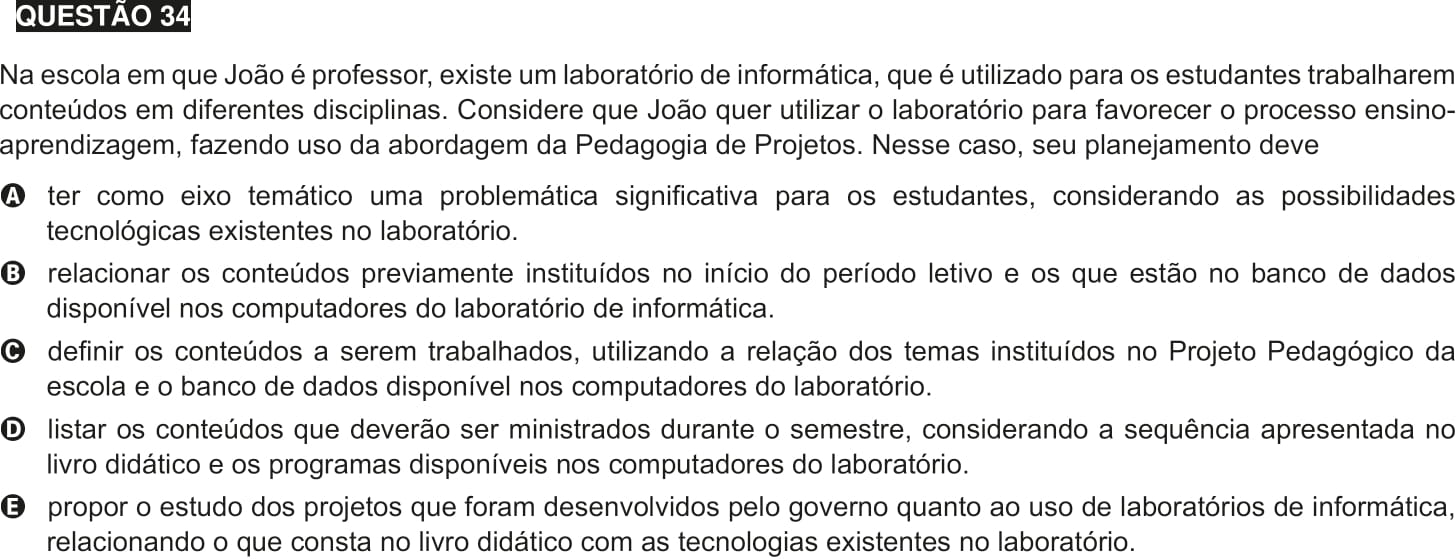 QUESTÃO 34
Na escola em que João é professor, existe um laboratório de informática, que é utilizado para os estudantes trabalharem
conteúdos em diferentes disciplinas. Considere que João quer utilizar o laboratório para favorecer o processo ensino-
aprendizagem, fazendo uso da abordagem da Pedagogia de Projetos. Nesse caso, seu planejamento deve
A ter como eixo temático uma problemática significativa para os estudantes, considerando as possibilidades
tecnológicas existentes no laboratório.
B relacionar os conteúdos previamente instituídos no início do período letivo e os que estão no banco de dados
disponível nos computadores do laboratório de informática.
C definir os conteúdos a serem trabalhados, utilizando a relação dos temas instituídos no Projeto Pedagógico da
escola e o banco de dados disponível nos computadores do laboratório.
D listar os conteúdos que deverão ser ministrados durante o semestre, considerando a sequência apresentada no
livro didático e os programas disponíveis nos computadores do laboratório.
E propor o estudo dos projetos que foram desenvolvidos pelo governo quanto ao uso de laboratórios de informática,
relacionando o que consta no livro didático com as tecnologias existentes no laboratório.